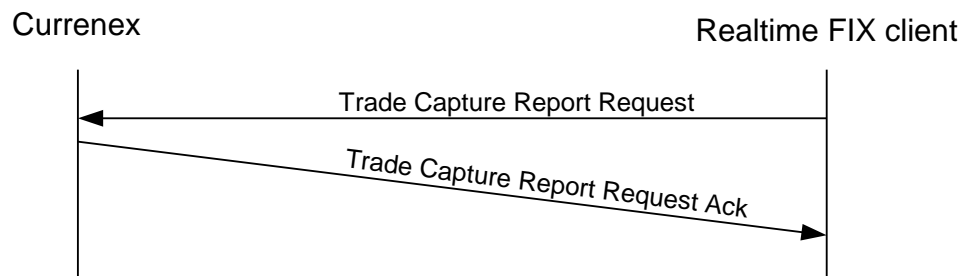 Currenex
Realtime FIX client
Trade Capture Report Request
Trade Capture Report Request Ack